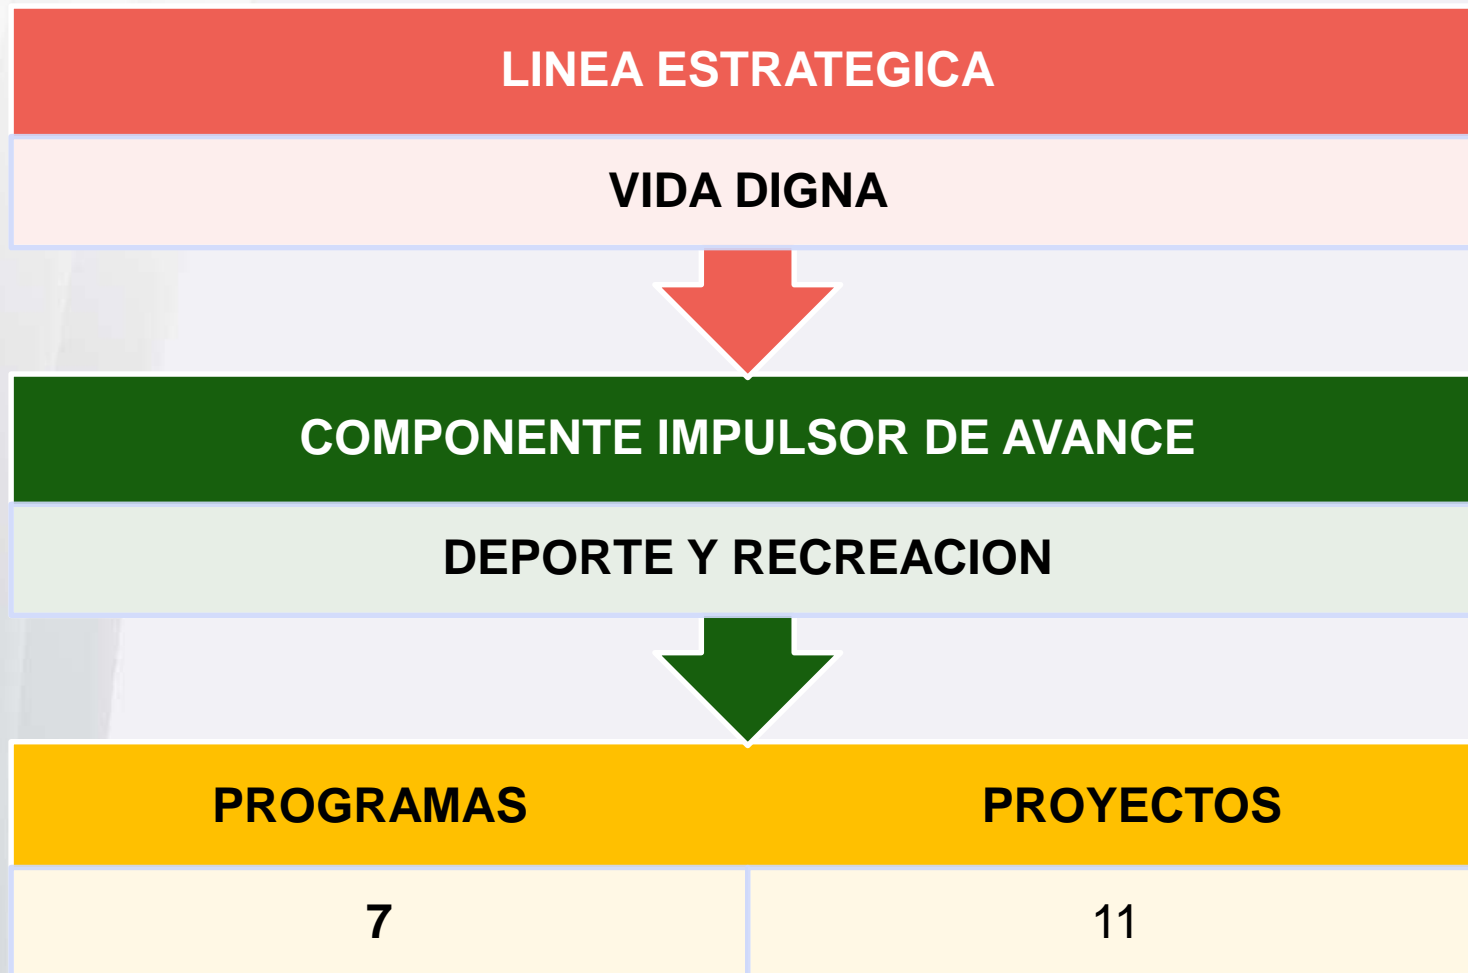 LINEA ESTRATEGICA
VIDA DIGNA
COMPONENTE IMPULSOR DE AVANCE
DEPORTE Y RECREACION
PROGRAMAS PROYECTOS
7 11